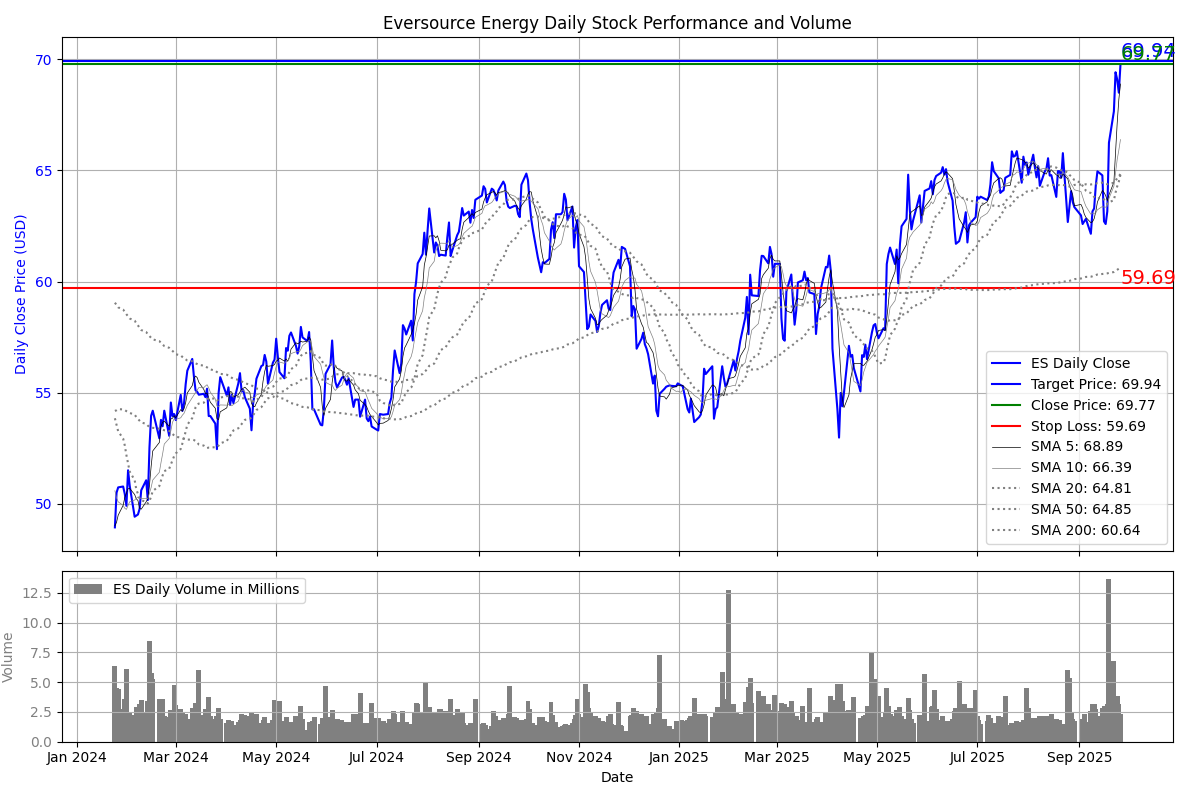 Eversource Energy Daily Stock Performance and Volume
Daily Close Price (USD)
70
65
60
55
50
69.94
69.77
59.69
ES Daily Close
Target Price: 69.94
Close Price: 69.77
Stop Loss: 59.69
SMA 5: 68.89
SMA 10: 66.39
SMA 20: 64.81
SMA 50: 64.85
SMA 200: 60.64
Volume
12.5
10.0
7.5
5.0
2.5
0.0
ES Daily Volume in Millions
Jan 2024 Mar 2024 May 2024 Jul 2024 Sep 2024 Nov 2024 Jan 2025 Mar 2025 May 2025 Jul 2025 Sep 2025
Date